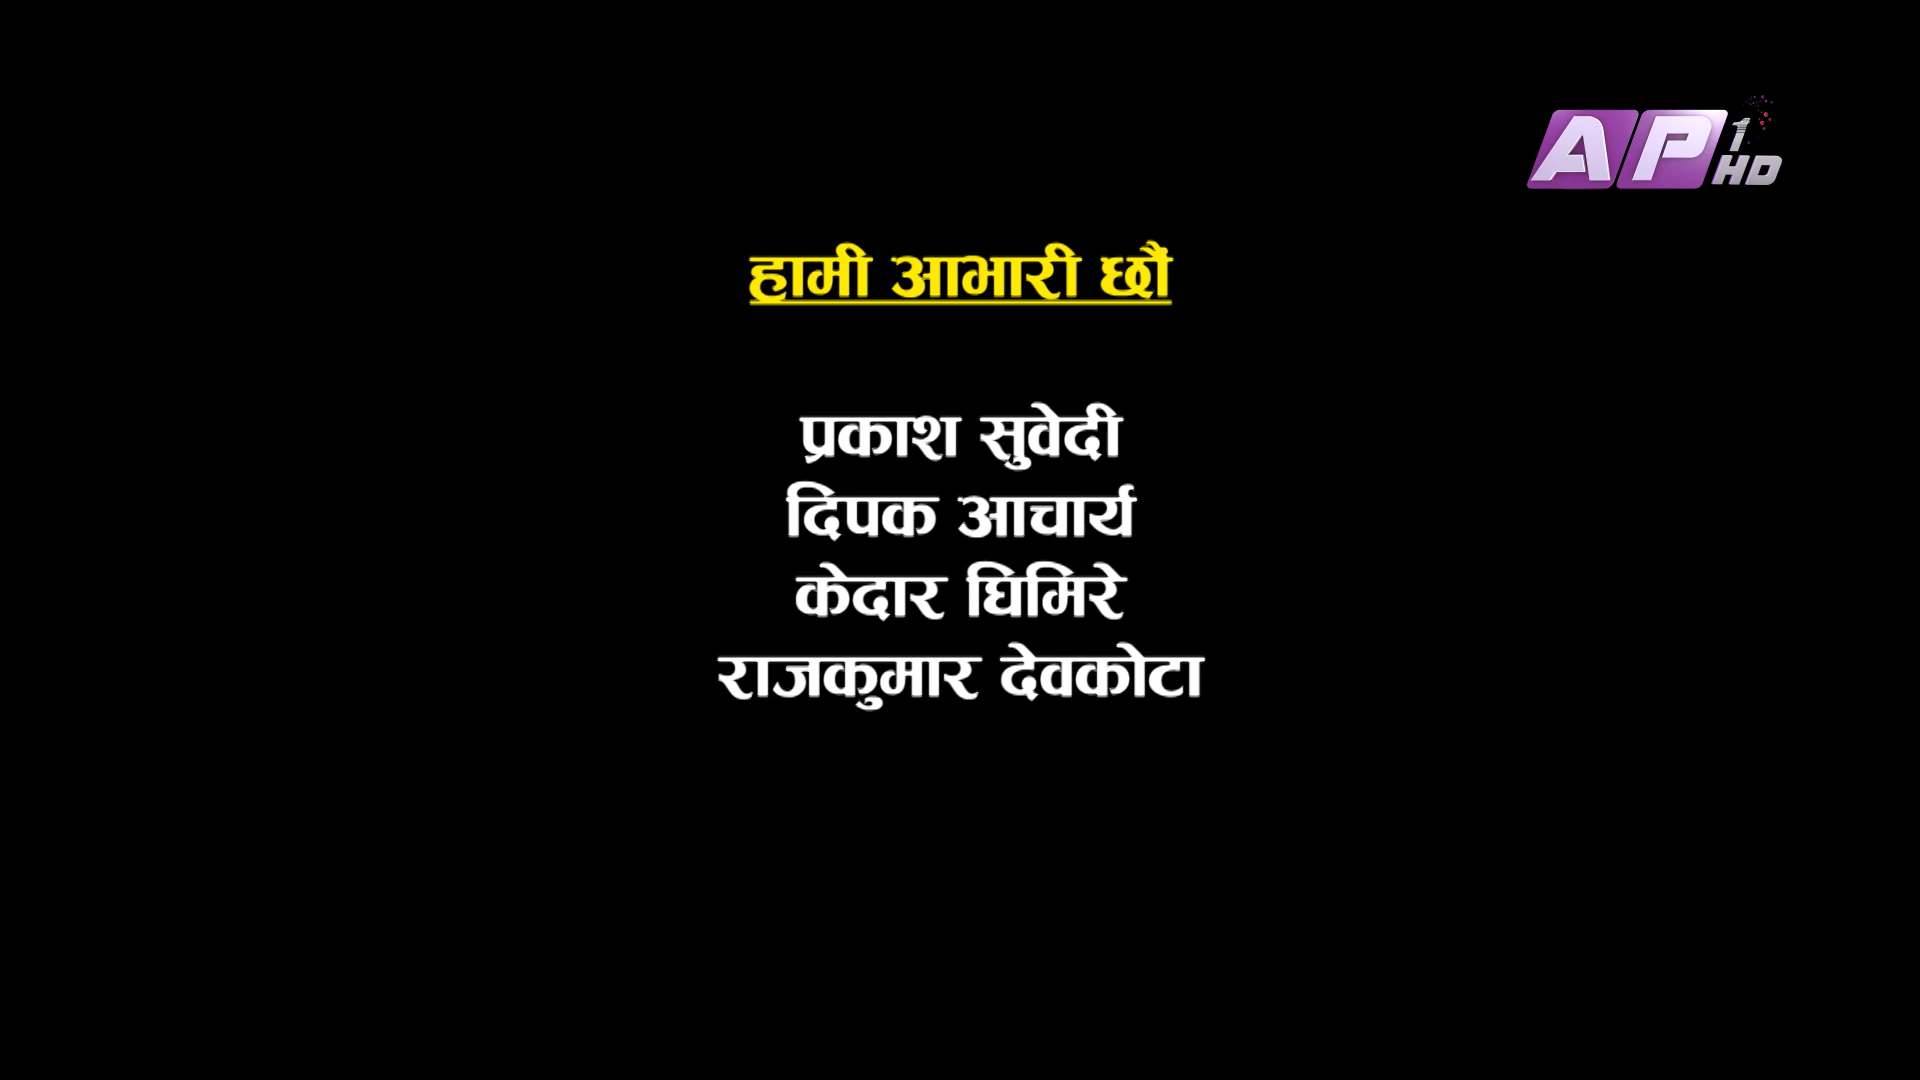 AP1 HD
हामी आभारी छौं
प्रकाश सुवेदी
दिपक आचार्य
केदार घिमिरे
राजकुमार देवकोटा